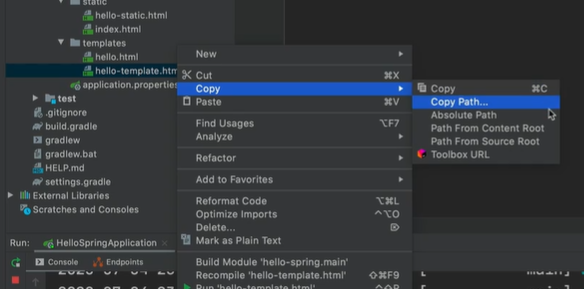 static
hello-static.html
index.html
templates
hello.html
hello-template.htm
application.properties
test
.gitignore
build.gradle
gradlew
gradlew.bat
HELP.md
settings.gradle
External Libraries
Scratches and Consoles
New
Cut ⌘X
Copy
Paste ⌘V
Find Usages ⌥F7
Analyze
Refactor
Add to Favorites
Reformat Code ⌥⌘L
Optimize Imports ^⌥O
Delete... ⌦
Mark as Plain Text
Build Module 'hello-spring.main'
Recompile 'hello-template.html' ⇧⌘F9
Run 'hello-template.html' ^⇧R
Copy ⌘C
Copy Path...
Absolute Path
Path From Content Root
Path From Source Root
Toolbox URL
Run: HelloSpringApplication
Console Endpoints